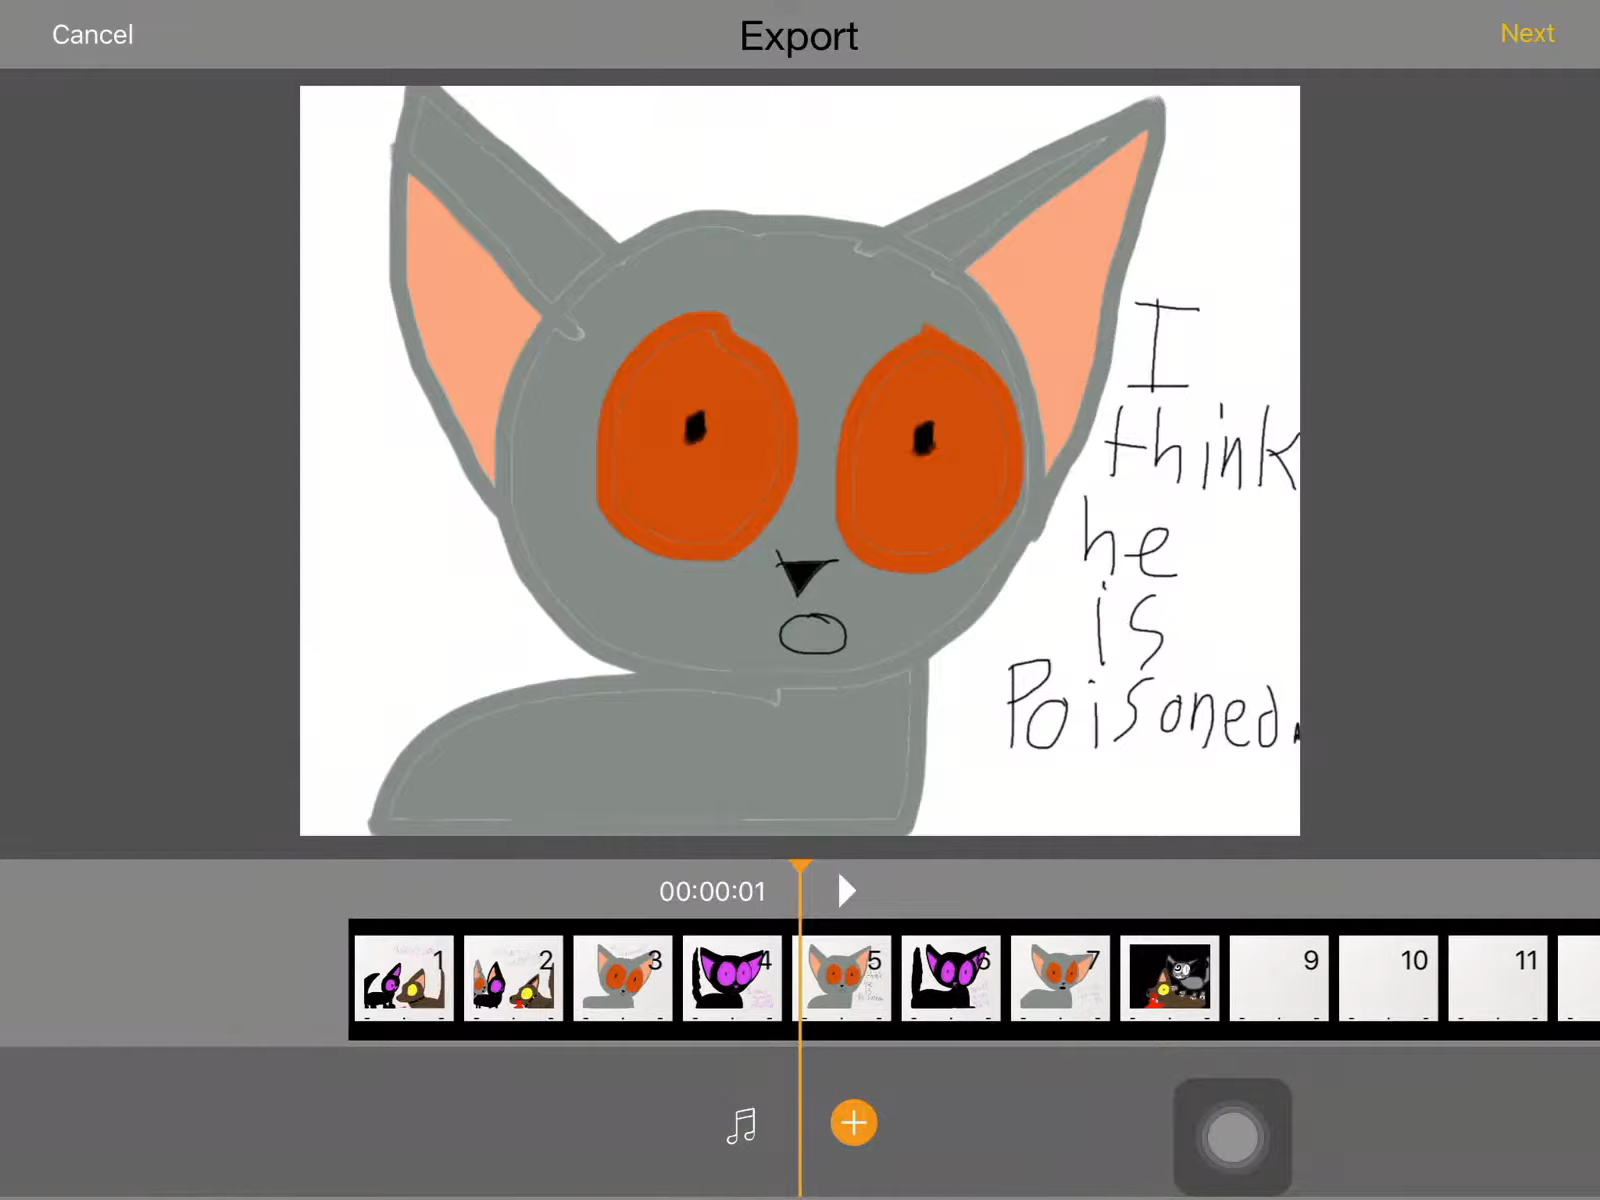 Cancel
Export
Next
I
think
he
is
Poisoned.
00:00:01
1 2 3 4 5 6 7 9 10 11